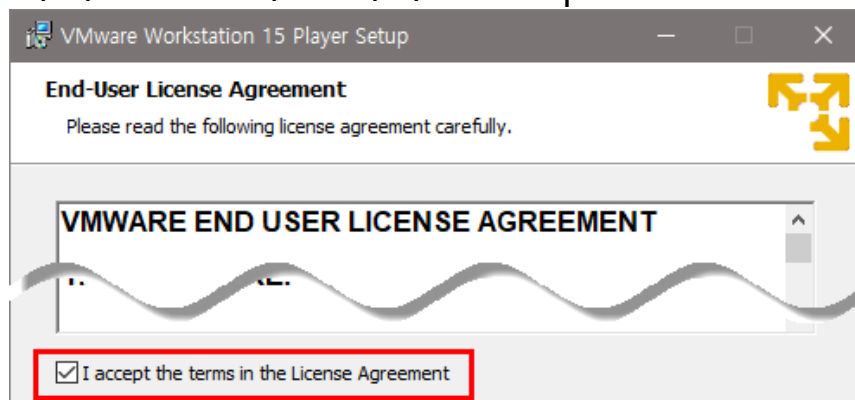 VMware Workstation 15 Player Setup
End-User License Agreement
Please read the following license agreement carefully.
VMWARE END USER LICENSE AGREEMENT
I accept the terms in the License Agreement